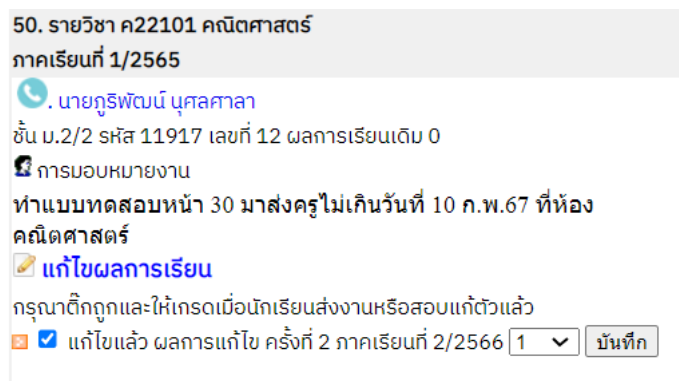 50. รายวิชา ค22101 คณิตศาสตร์
ภาคเรียนที่ 1/2565
. นายภูริพัฒน์ นุศลศาลา
ชั้น ม.2/2 รหัส 11917 เลขที่ 12 ผลการเรียนเดิม 0
การมอบหมายงาน
ทำแบบทดสอบหน้า 30 มาส่งครูไม่เกินวันที่ 10 ก.พ.67 ที่ห้อง
คณิตศาสตร์
แก้ไขผลการเรียน
กรุณาติ๊กถูกและให้เกรดเมื่อนักเรียนส่งงานหรือสอบแก้ตัวแล้ว
แก้ไขแล้ว ผลการแก้ไข ครั้งที่ 2 ภาคเรียนที่ 2/2566 1 บันทึก